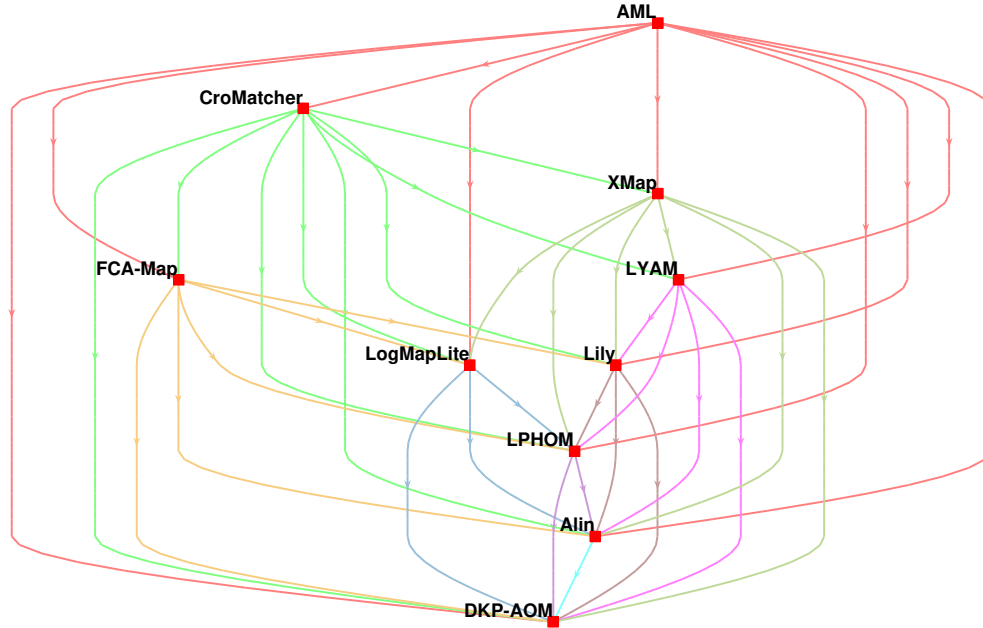 AML
CroMatcher
XMap
FCA-Map
LYAM
LogMapLite
Lily
LPHOM
Alin
DKP-AOM